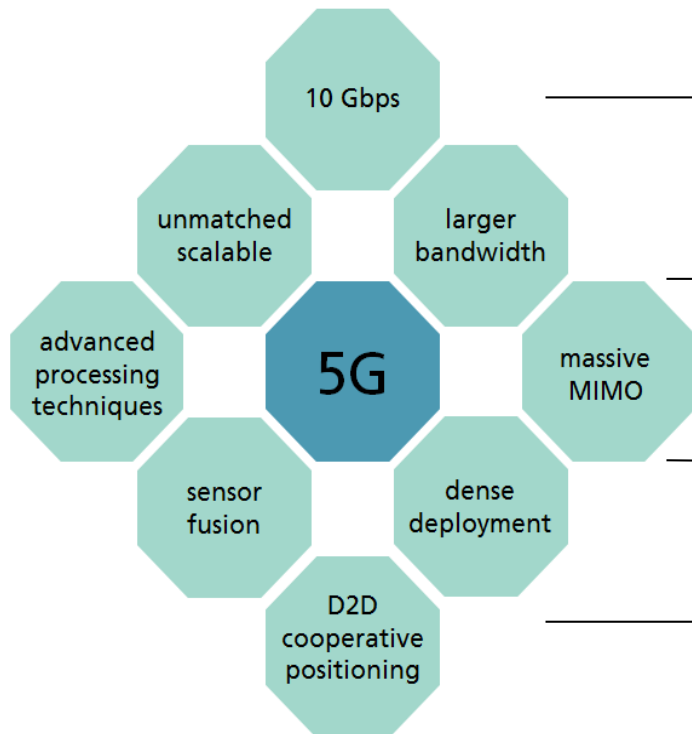 10 Gbps
unmatched
scalable
larger
bandwidth
advanced
processing
techniques
5G
massive
MIMO
sensor
fusion
dense
deployment
D2D
cooperative
positioning